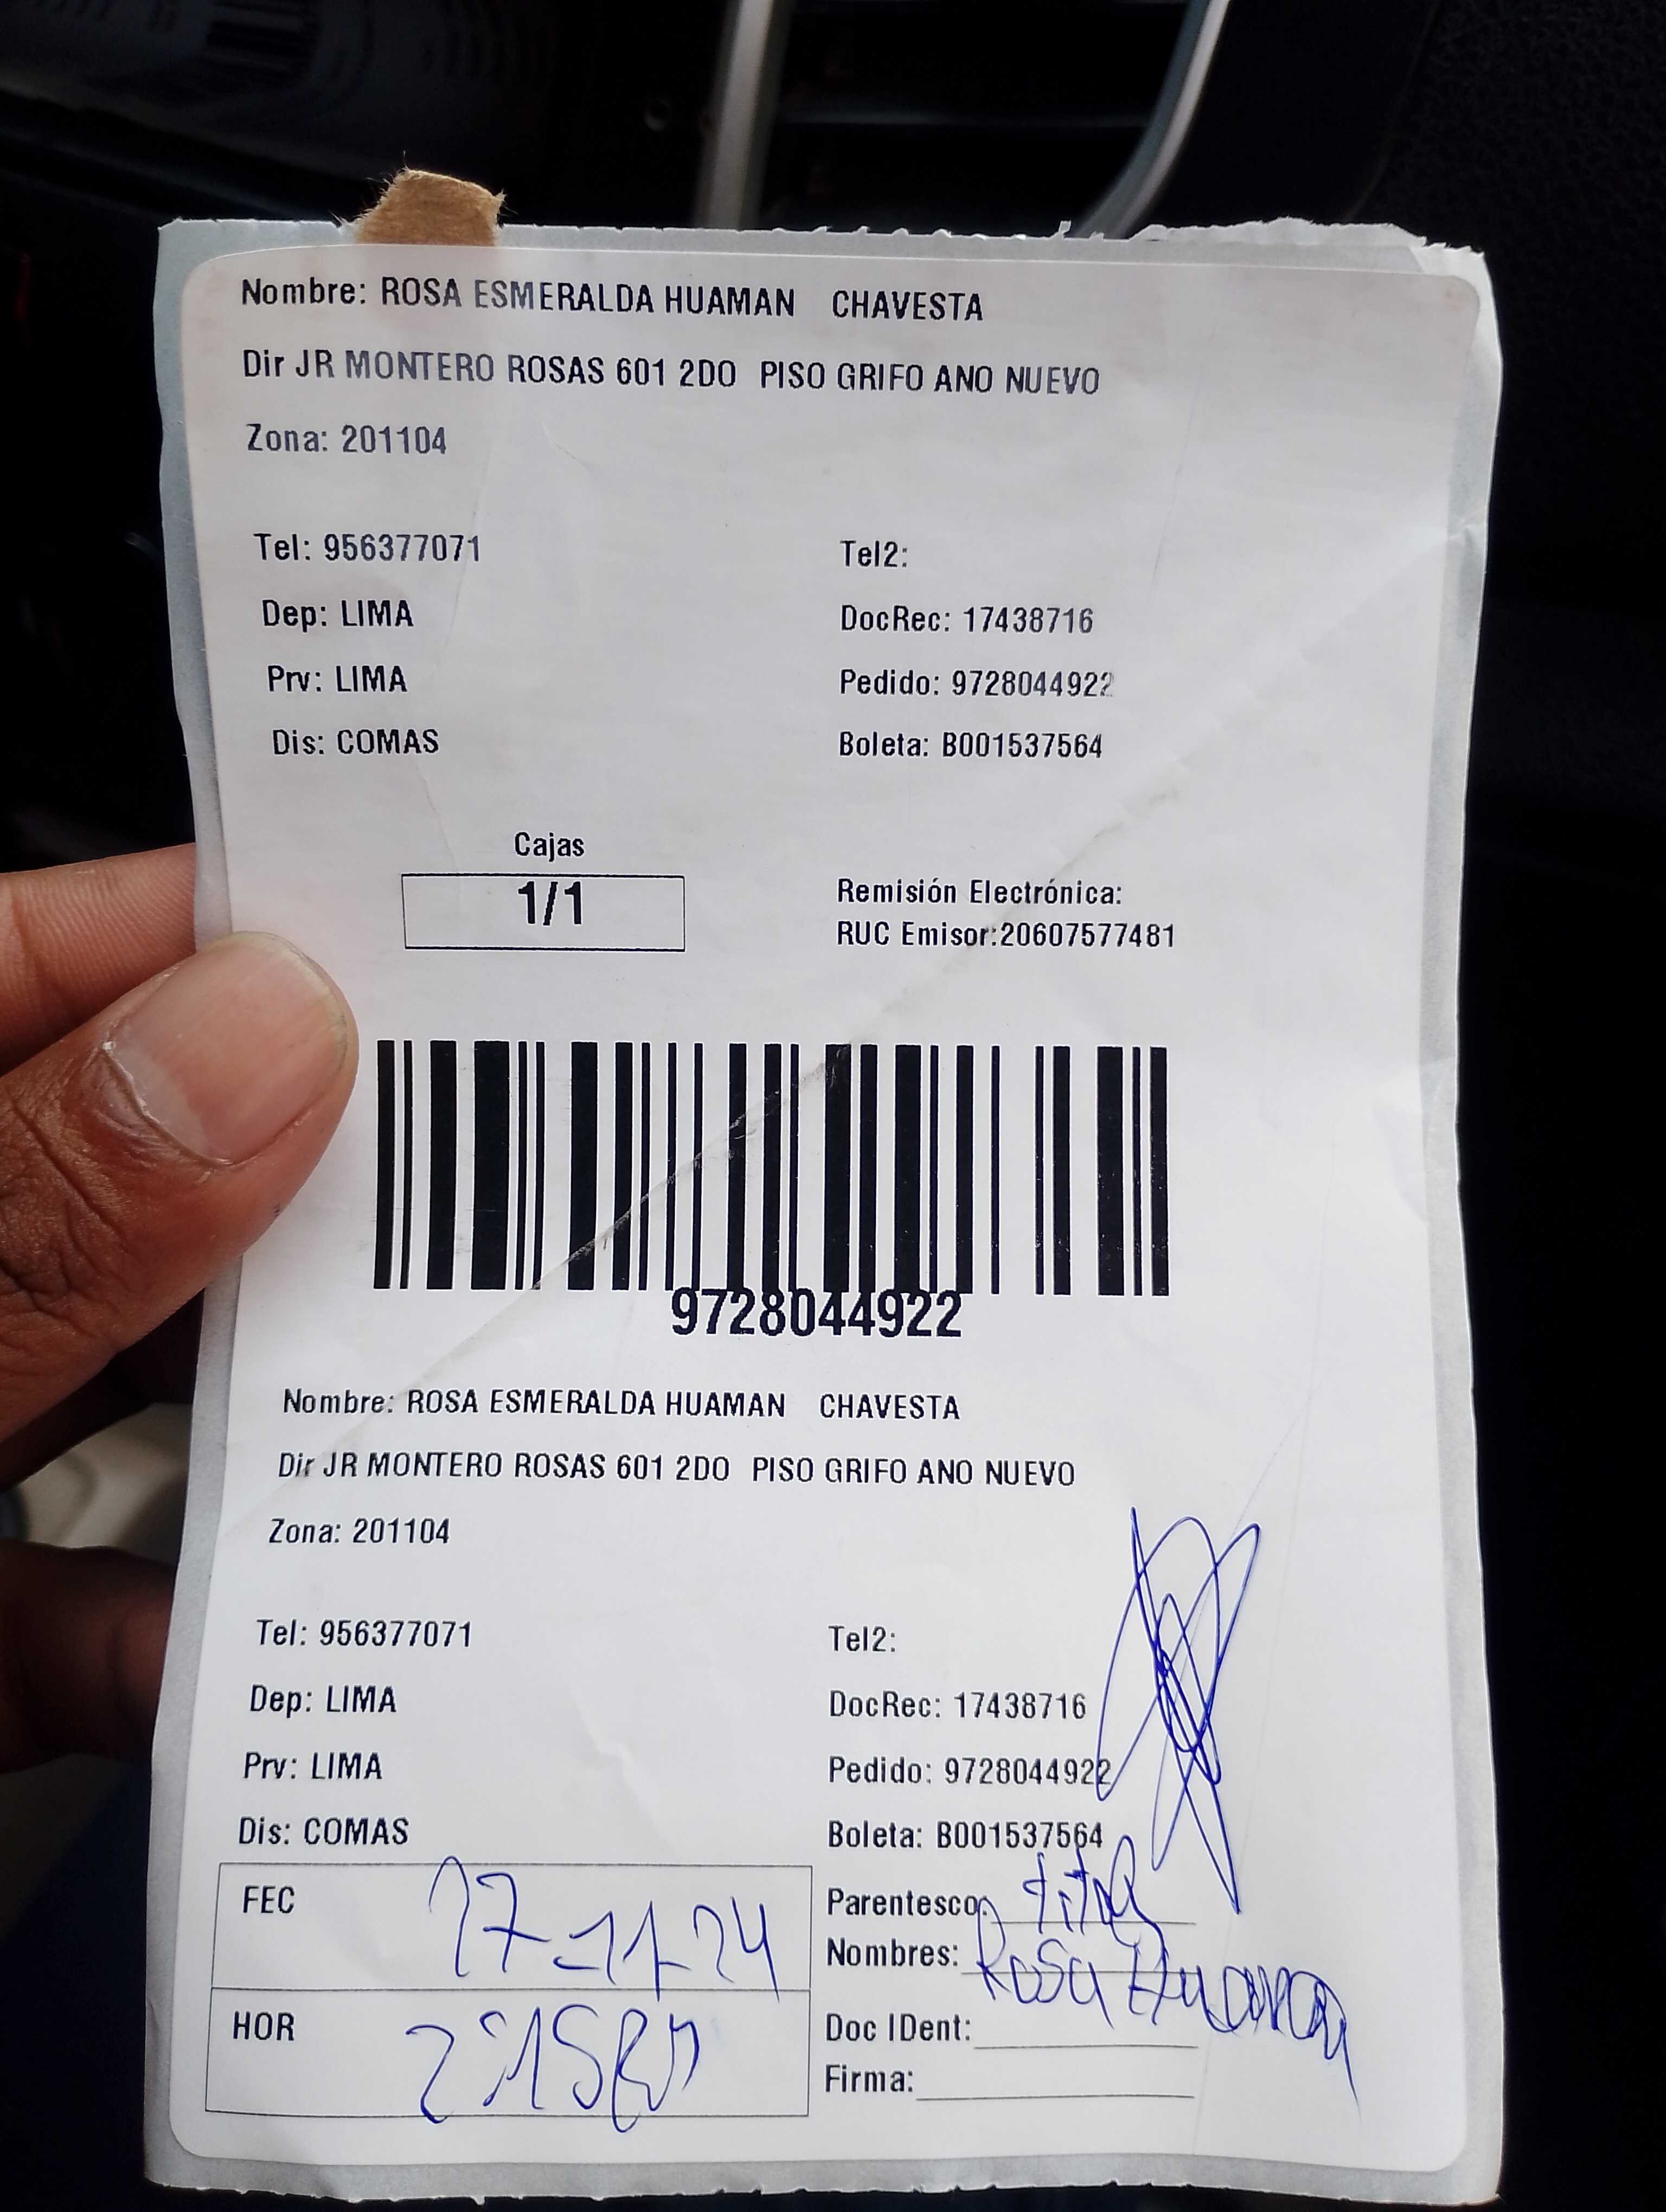 Nombre: ROSA ESMERALDA HUAMAN CHAVESTA
Dir JR MONTERO ROSAS 601 2DO PISO GRIFO ANO NUEVO
Zona: 201104
Tel: 956377071 Tel2:
Dep: LIMA DocRec: 17438716
Prv: LIMA Pedido: 9728044922
Dis: COMAS Boleta: B001537564
Cajas
1/1
Remisión Electrónica:
RUC Emisor:20607577481
9728044922
Nombre: ROSA ESMERALDA HUAMAN CHAVESTA
Dir JR MONTERO ROSAS 601 2DO PISO GRIFO ANO NUEVO
Zona: 201104
Tel: 956377071 Tel2:
Dep: LIMA DocRec: 17438716
Prv: LIMA Pedido: 9728044922
Dis: COMAS Boleta: B001537564
FEC 27-11-24
HOR 2:15 PM
Parentesco:
Nombres: Rosa Huaman
Doc IDent:
Firma: